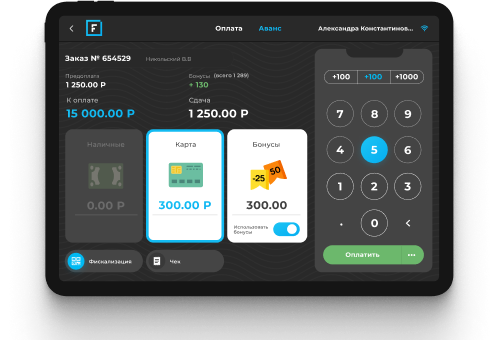 F
Оплата
Аванс
Александра Константинов...
Заказ № 654529
Никольский В.В
Предоплата
1 250.00 Р
Бонусы (всего 1 289)
+ 130
К оплате
15 000.00 Р
Сдача
1 250.00 Р
Наличные
0.00 Р
Карта
300.00 Р
Бонусы
-25
50
300.00
Использовать
бонусы
Фискализация
Чек
+100
+100
+1000
7 8 9
4 5 6
1 2 3
. 0 <
Оплатить